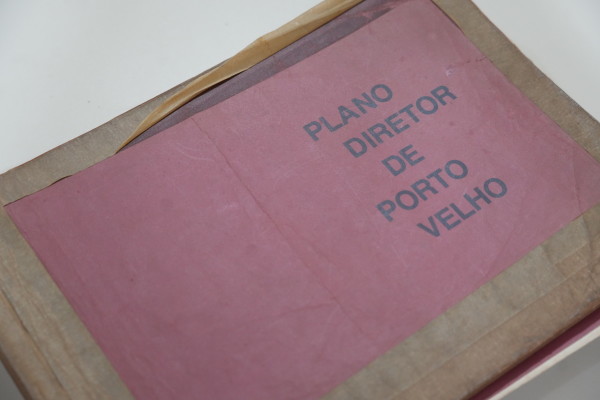 PLANO
DIRETOR
DE
PORTO
VELHO